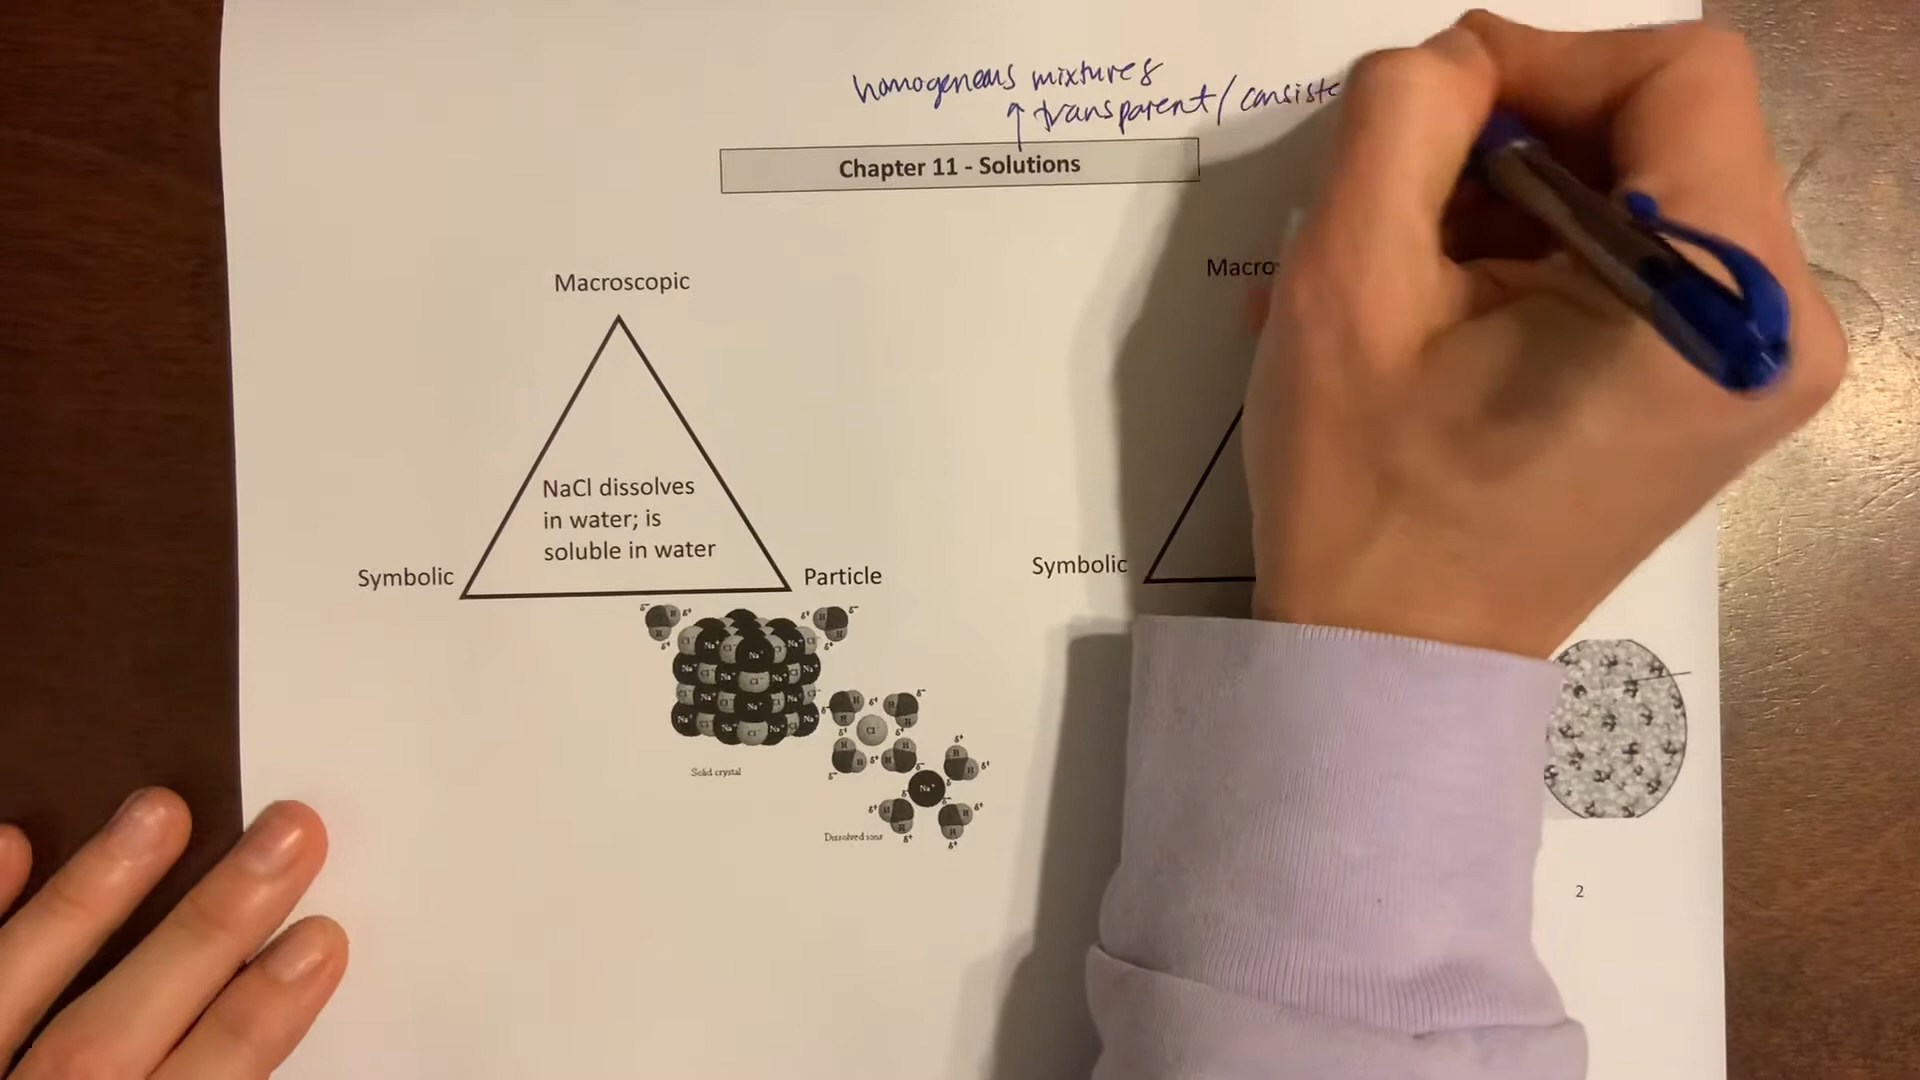 homogeneous mixtures
↑ transparent/consiste
Chapter 11 - Solutions
Macroscopic
Macro
NaCl dissolves
in water; is
soluble in water
Symbolic
Particle
Symbolic
Solid crystal
Dissolved ions
2